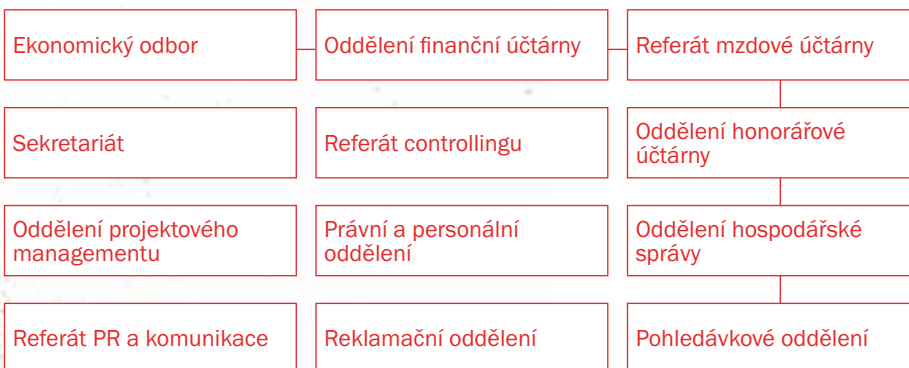 Ekonomický odbor
Oddělení finanční účtárny
Referát mzdové účtárny
Sekretariát
Referát controllingu
Oddělení honorářové
účtárny
Oddělení projektového
managementu
Právní a personální
oddělení
Oddělení hospodářské
správy
Referát PR a komunikace
Reklamační oddělení
Pohledávkové oddělení